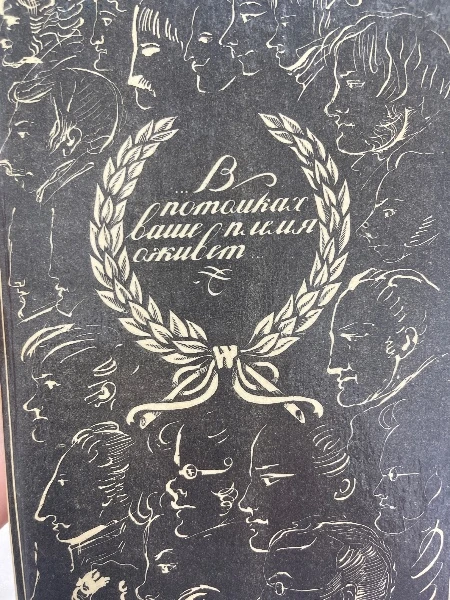 ... В
потомках
ваше племя
оживет ...